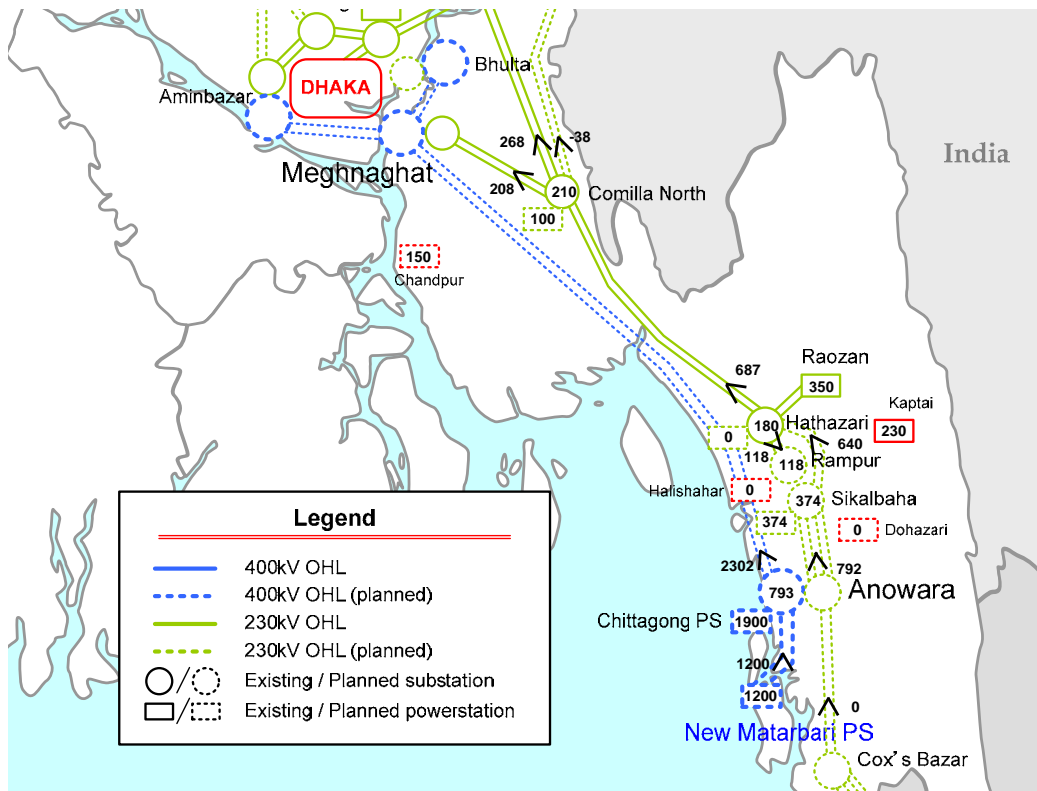 Bhulta
DHAKA
Aminbazar
Meghnaghat
268
-38
208
210
Comilla North
100
India
150
Chandpur
687
Raozan
350
Kaptai
230
180
Hathazari
0
118
640
118
Rampur
Halishahar
0
374
Sikalbaha
374
0
Dohazari
2302
792
793
Anowara
Chittagong PS
1900
1200
1200
0
New Matarbari PS
Cox's Bazar
Legend
400kV OHL
400kV OHL (planned)
230kV OHL
230kV OHL (planned)
Existing / Planned substation
Existing / Planned powerstation